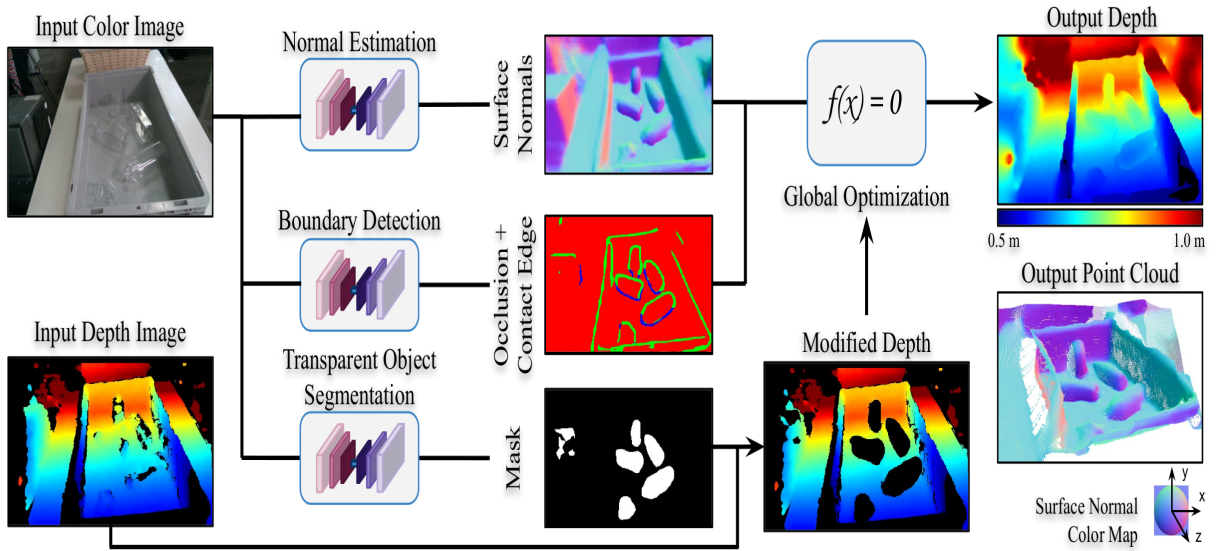 Input Color Image
Normal Estimation
Surface
Normals
f(x) = 0
Global Optimization
Output Depth
0.5 m
1.0 m
Boundary Detection
Occlusion +
Contact Edge
Output Point Cloud
Input Depth Image
Transparent Object
Segmentation
Mask
Modified Depth
Surface Normal
Color Map
y
x
z